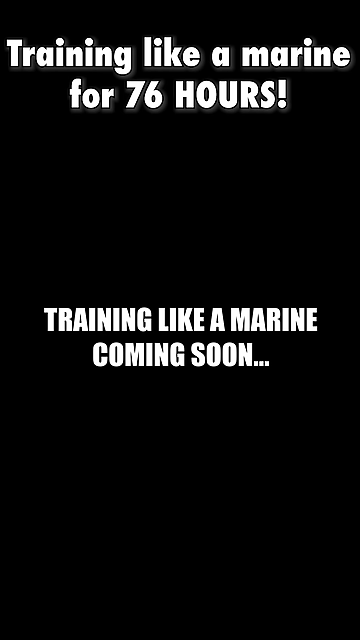 Training like a marine
for 76 HOURS!
TRAINING LIKE A MARINE
COMING SOON...